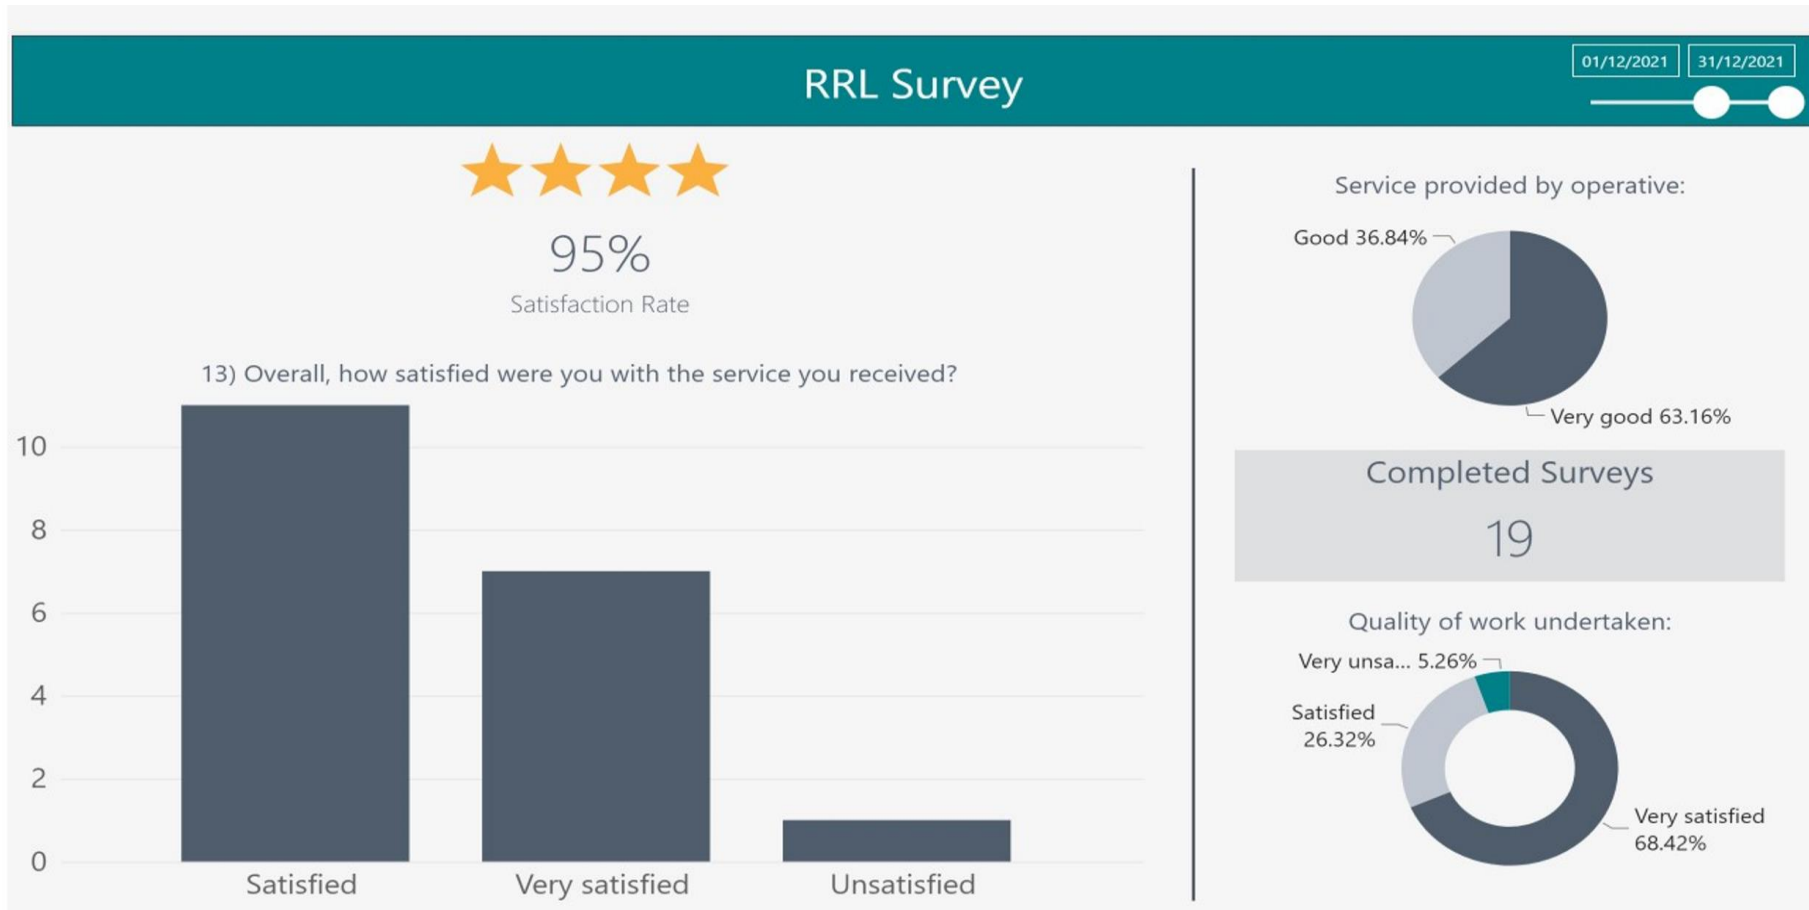 RRL Survey
01/12/2021 31/12/2021
95%
Satisfaction Rate
13) Overall, how satisfied were you with the service you received?
10
8
6
4
2
0
Satisfied Very satisfied Unsatisfied
Service provided by operative:
Good 36.84%
Very good 63.16%
Completed Surveys
19
Quality of work undertaken:
Very unsa... 5.26%
Satisfied
26.32%
Very satisfied
68.42%